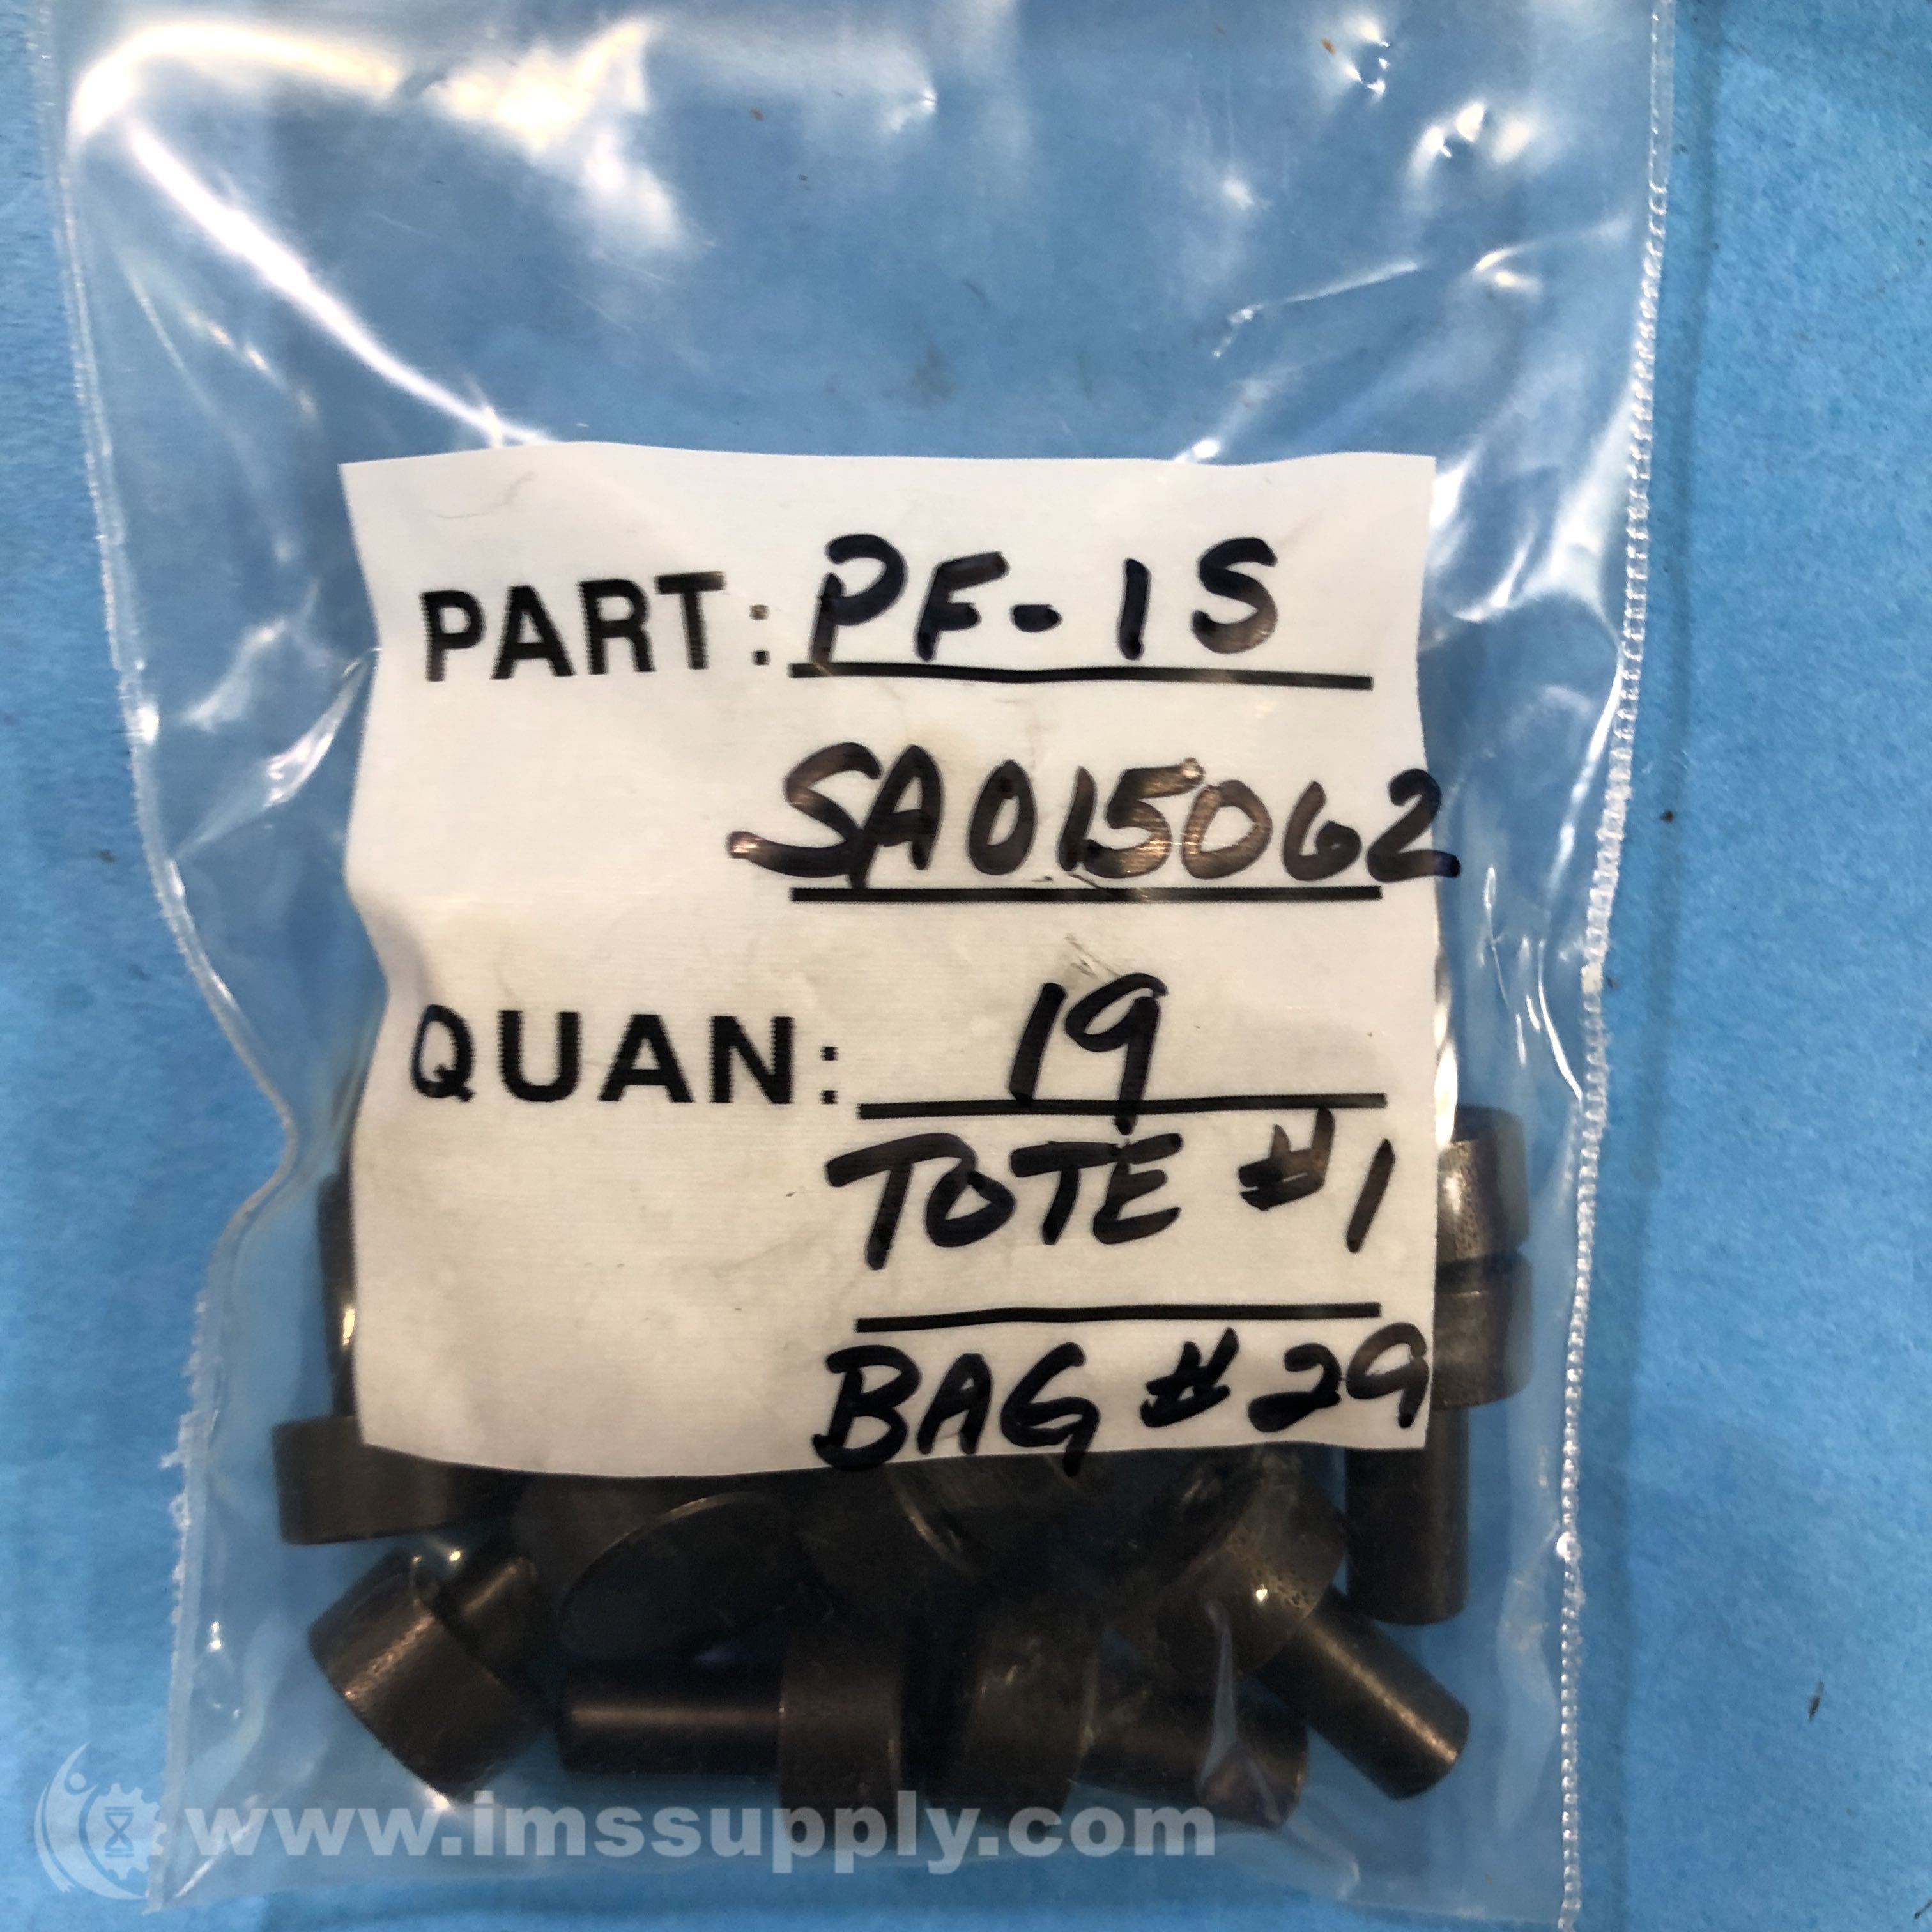 PART: PF-1S
SA015062
QUAN: 19
TOTE #1
BAG #29
www.imssupply.com